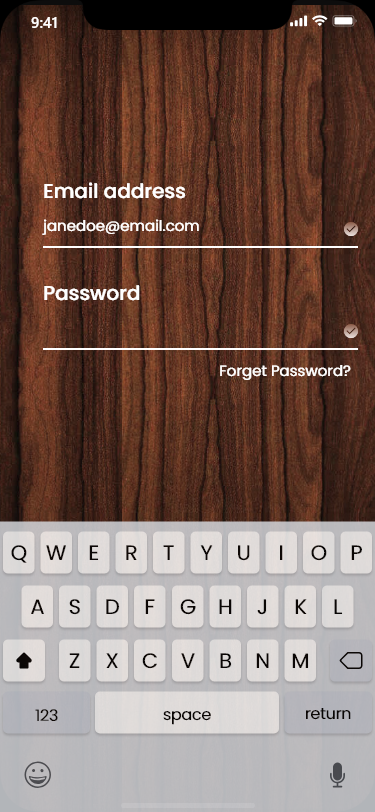 9:41
Email address
janedoe@email.com
Password
Forget Password?
Q W E R T Y U I O P
A S D F G H J K L
Z X C V B N M
123 space return